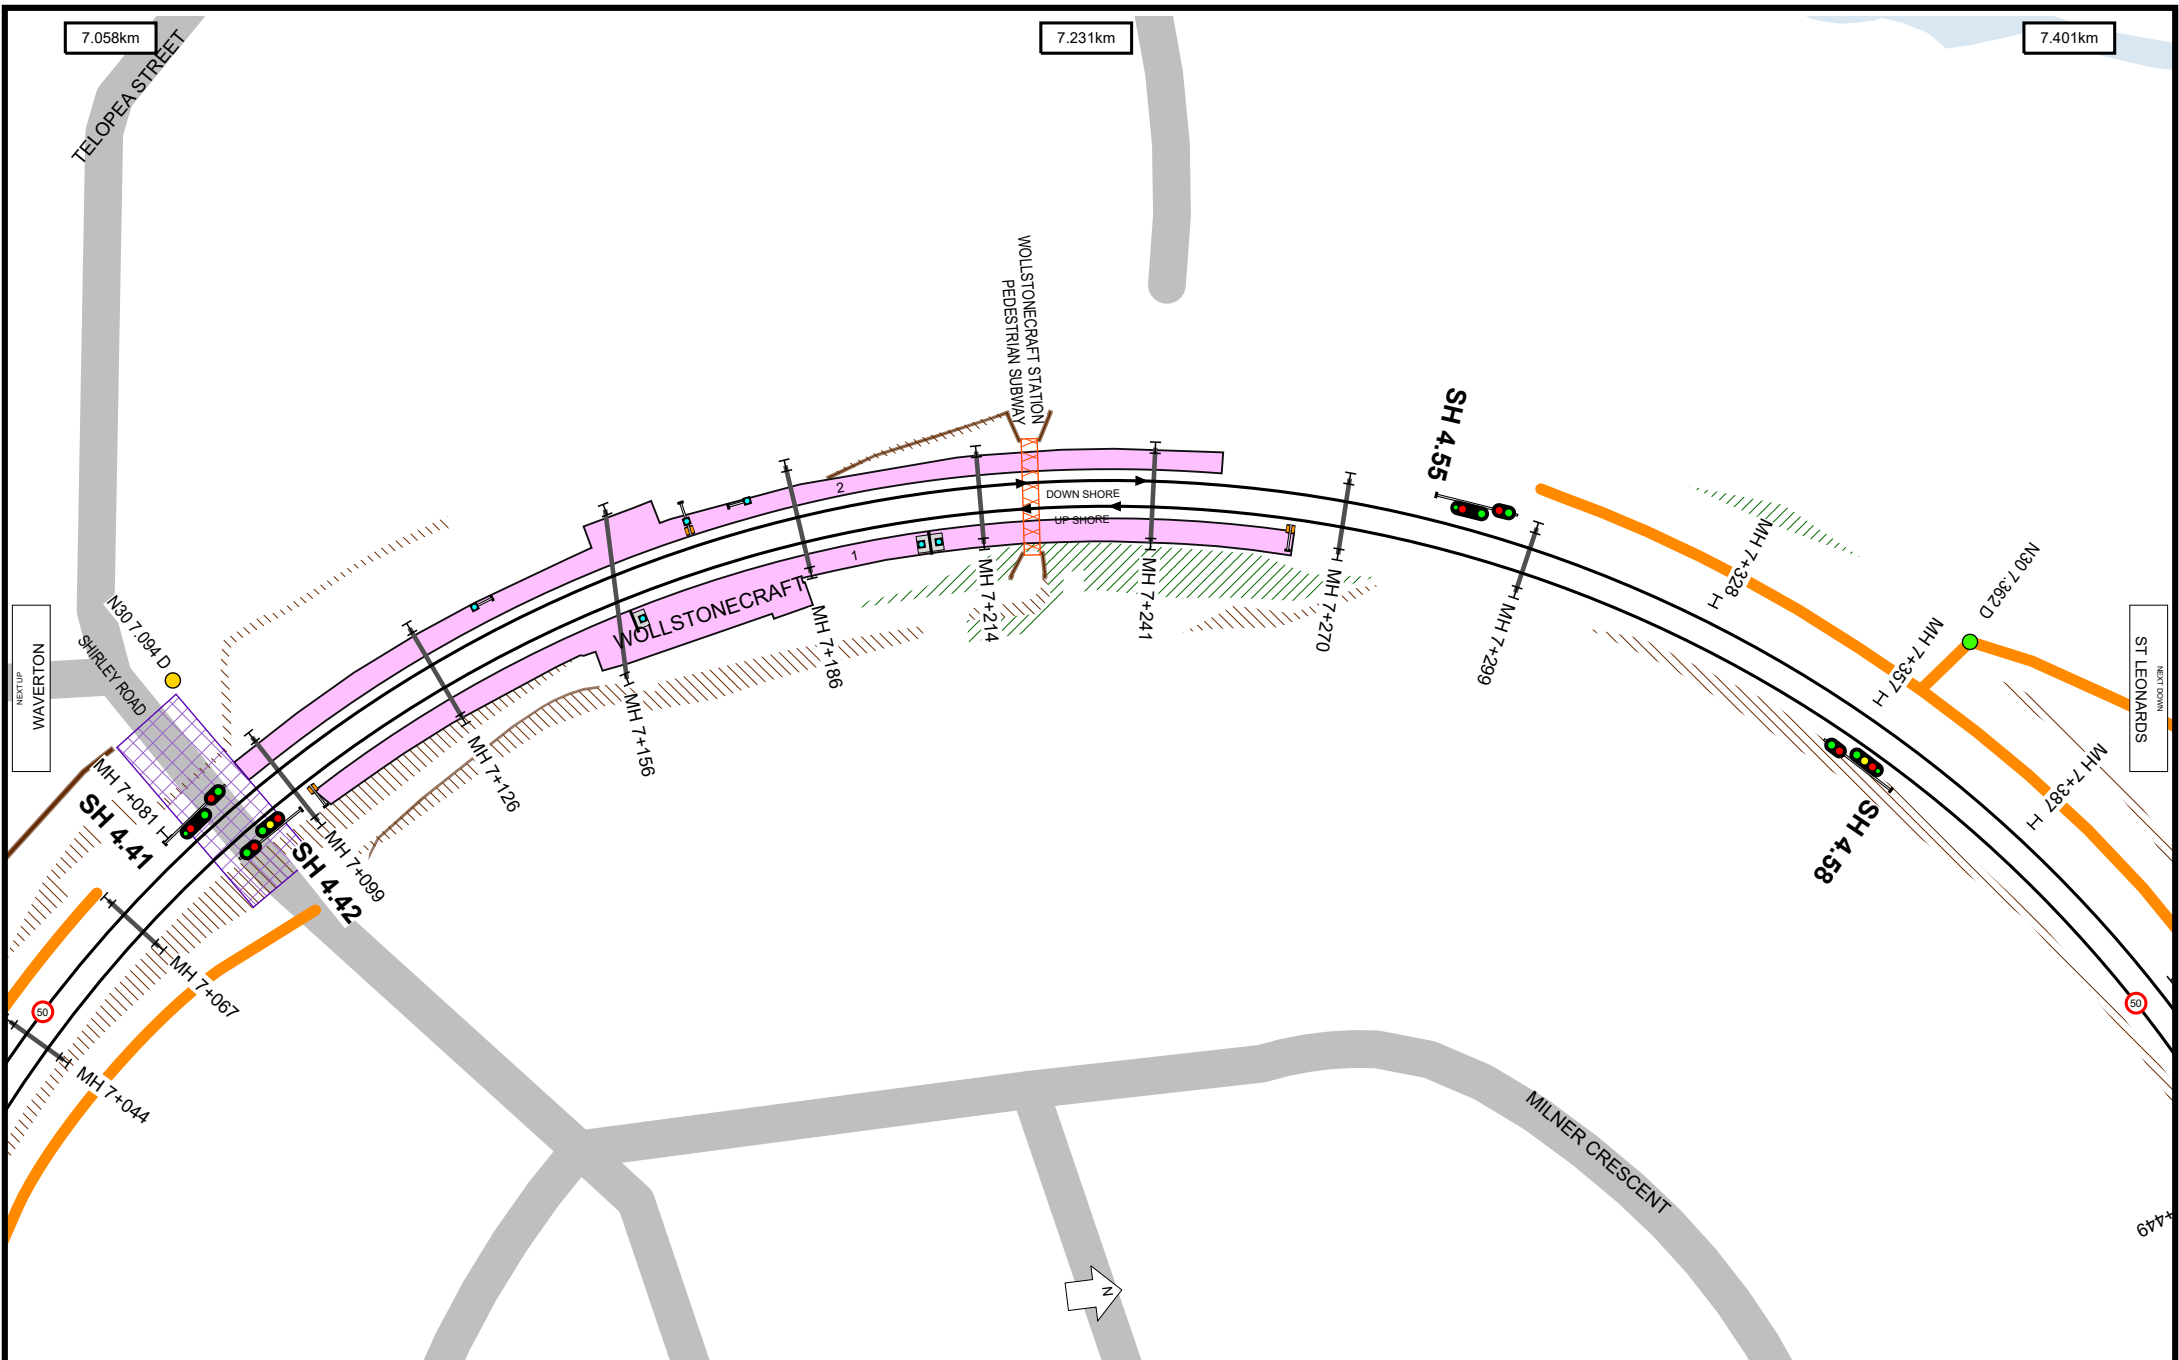 7.058km
7.231km
7.401km
TELOPEA STREET
WOLLSTONECRAFT STATION
PEDESTRIAN SUBWAY
SH 4.55
DOWN SHORE
UP SHORE
2
1
WOLLSTONECRAFT
MH 7+214
MH 7+241
MH 7+270
MH 7+299
MH 7+328
N30 7.362 D
MH 7+357
MH 7+387
NEXT UP
WAVERTON
NEXT DOWN
ST LEONARDS
N30 7.094 D
SHIRLEY ROAD
MH 7+186
MH 7+156
MH 7+126
MH 7+099
MH 7+081
SH 4.41
SH 4.42
SH 4.58
MH 7+067
MH 7+044
50
50
MILNER CRESCENT
+449
N